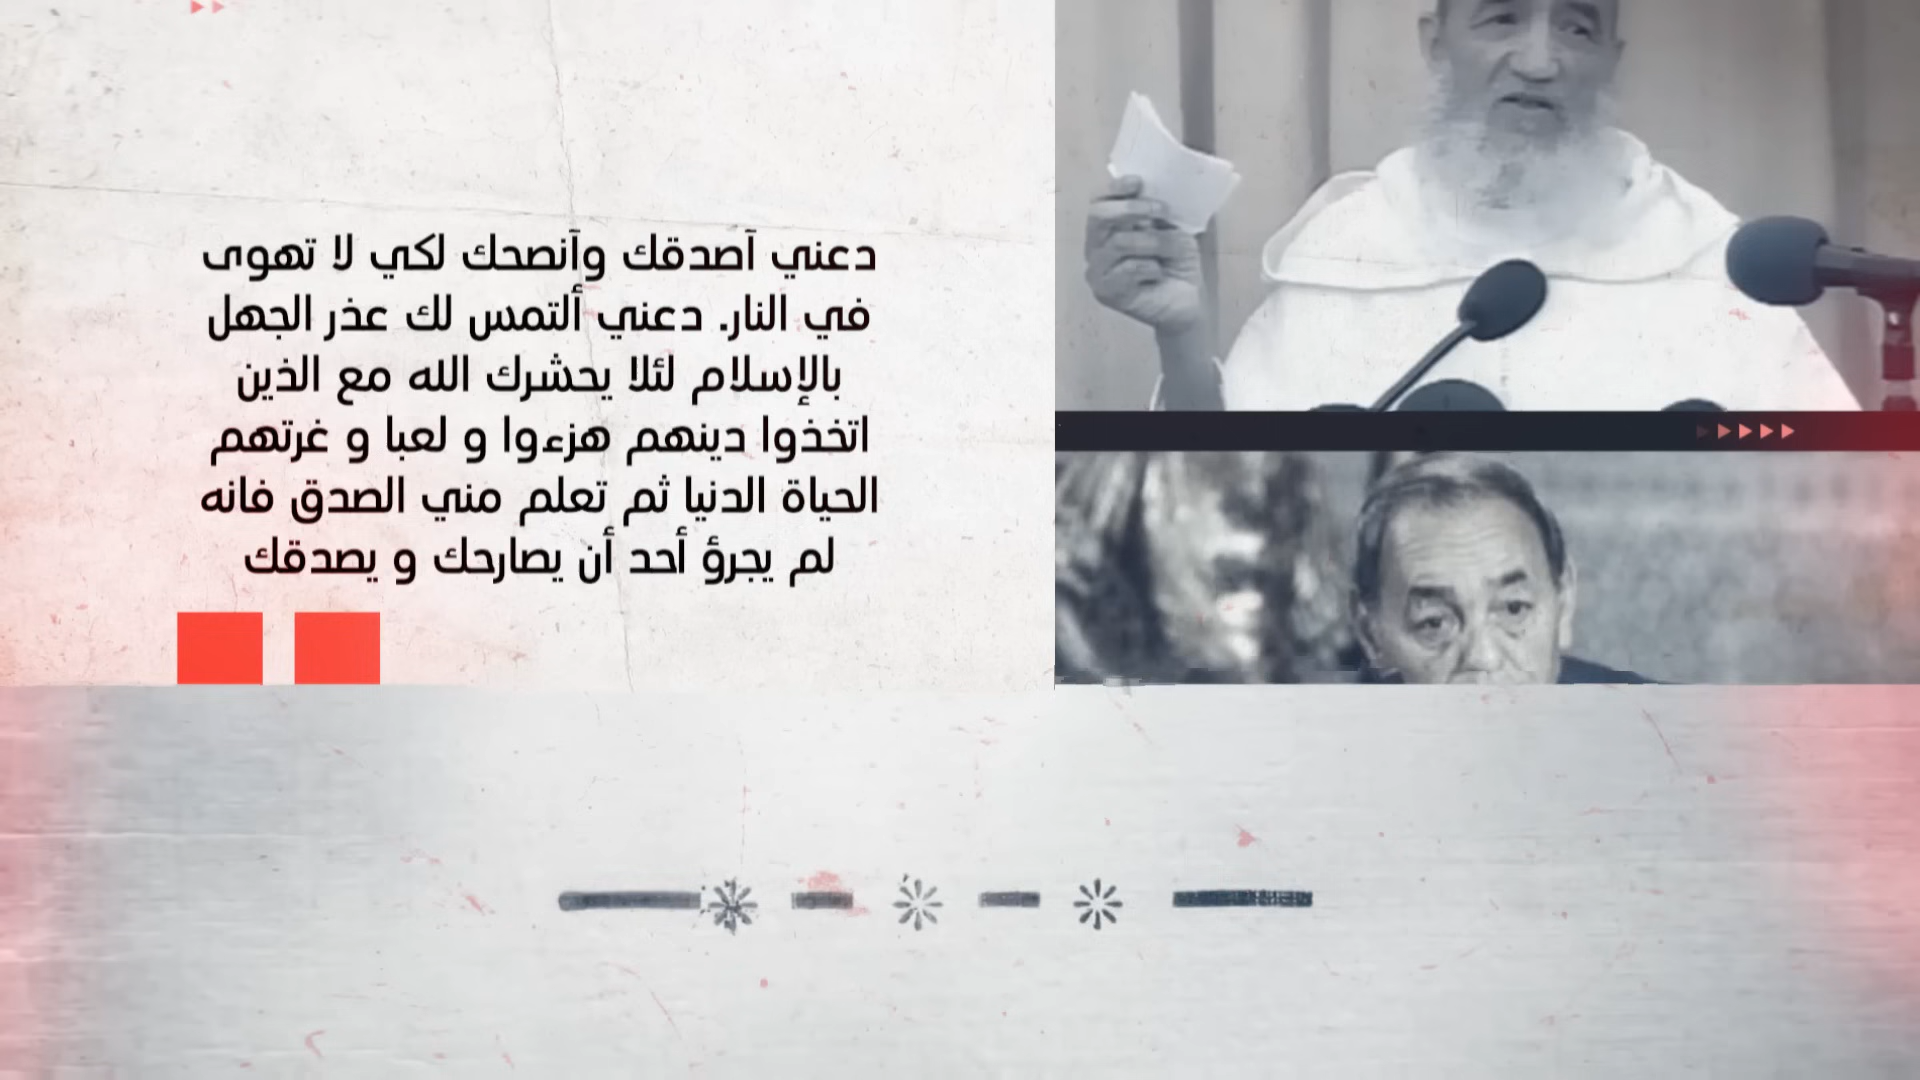 دعني آصدقك وآنصحك لكي لا تهوى
في النار. دعني ألتمس لك عذر الجهل
بالإسلام لئلا يحشرك الله مع الذين
اتخذوا دينهم هزءوا و لعبا و غرتهم
الحياة الدنيا ثم تعلم مني الصدق فانه
لم يجرؤ أحد أن يصارحك و يصدقك